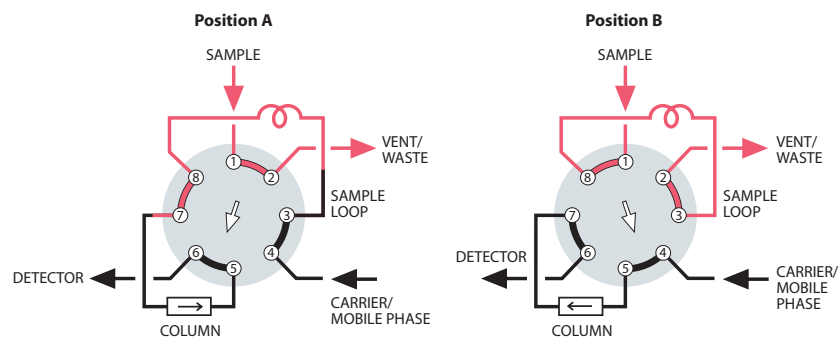 Position A
SAMPLE
VENT/
WASTE
1
2
8
SAMPLE
LOOP
7
3
6
4
5
DETECTOR
CARRIER/
MOBILE PHASE
COLUMN
Position B
SAMPLE
VENT/
WASTE
1
8
2
SAMPLE
LOOP
7
3
6
4
5
DETECTOR
CARRIER/
MOBILE
PHASE
COLUMN